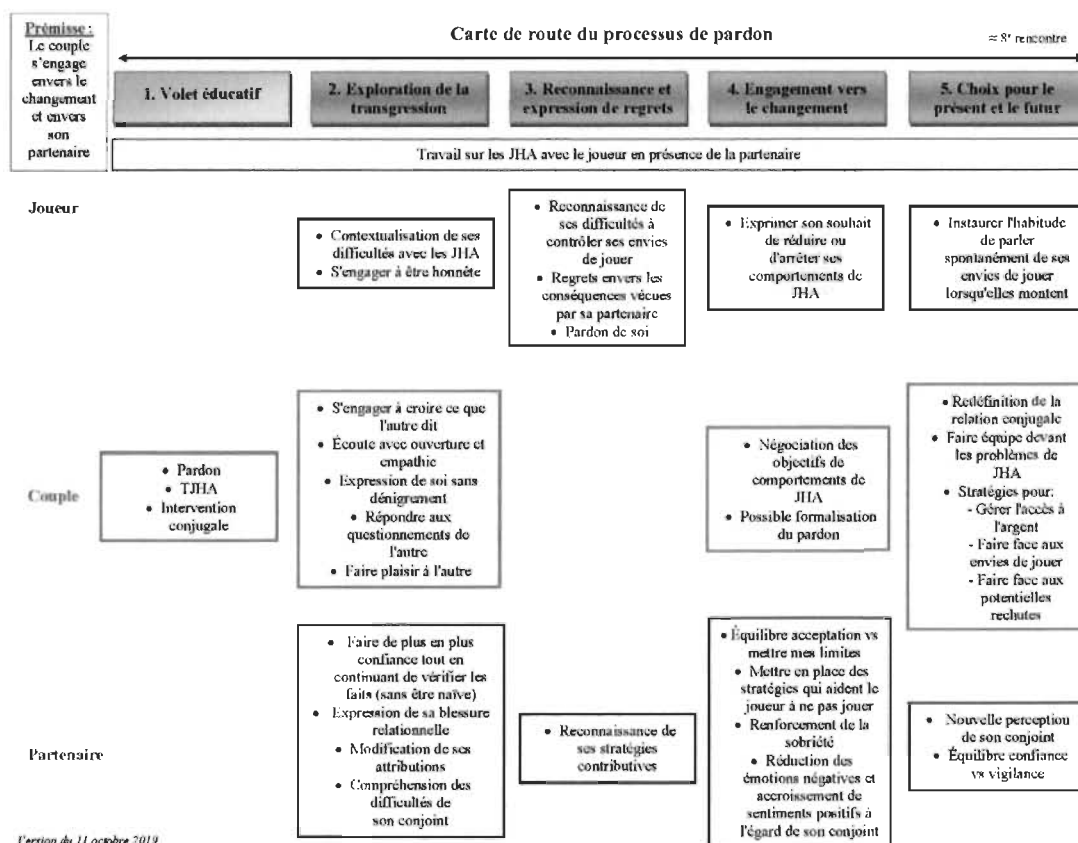 Prémisse :
Le couple
s'engage
envers le
changement
et envers
son
partenaire
Carte de route du processus de pardon
≈ 8e rencontre
1. Volet éducatif
2. Exploration de la
transgression
3. Reconnaissance et
expression de regrets
4. Engagement vers
le changement
5. Choix pour le
présent et le futur
Travail sur les JHA avec le joueur en présence de la partenaire
Joueur
• Contextualisation de ses
difficultés avec les JHA
• S'engager à être honnête
• Reconnaissance de
ses difficultés à
contrôler ses envies
de jouer
• Regrets envers les
conséquences vécues
par sa partenaire
• Pardon de soi
• Exprimer son souhait
de réduire ou
d'arrêter ses
comportements de
JHA
• Instaurer l'habitude
de parler
spontanément de ses
envies de jouer
lorsqu'elles montent
Couple
• Pardon
• TJHA
• Intervention
conjugale
• S'engager à croire ce que
l'autre dit
• Écoute avec ouverture et
empathie
• Expression de soi sans
dénigrement
• Répondre aux
questionnements de
l'autre
• Faire plaisir à l'autre
• Négociation des
objectifs de
comportements de
JHA
• Possible formalisation
du pardon
• Redéfinition de la
relation conjugale
• Faire équipe devant
les problèmes de
JHA
• Stratégies pour:
- Gérer l'accès à
l'argent
- Faire face aux
envies de jouer
- Faire face aux
potentielles
rechutes
Partenaire
• Faire de plus en plus
confiance tout en
continuant de vérifier les
faits (sans être naïve)
• Expression de sa blessure
relationnelle
• Modification de ses
attributions
• Compréhension des
difficultés de
son conjoint
• Reconnaissance de
ses stratégies
contributives
• Équilibre acceptation vs
mettre mes limites
• Mettre en place des
stratégies qui aident le
joueur à ne pas jouer
• Renforcement de la
sobriété
• Réduction des
émotions négatives et
accroissement de
sentiments positifs à
l'égard de son conjoint
• Nouvelle perception
de son conjoint
• Équilibre confiance
vs vigilance
Version du 11 octobre 2019